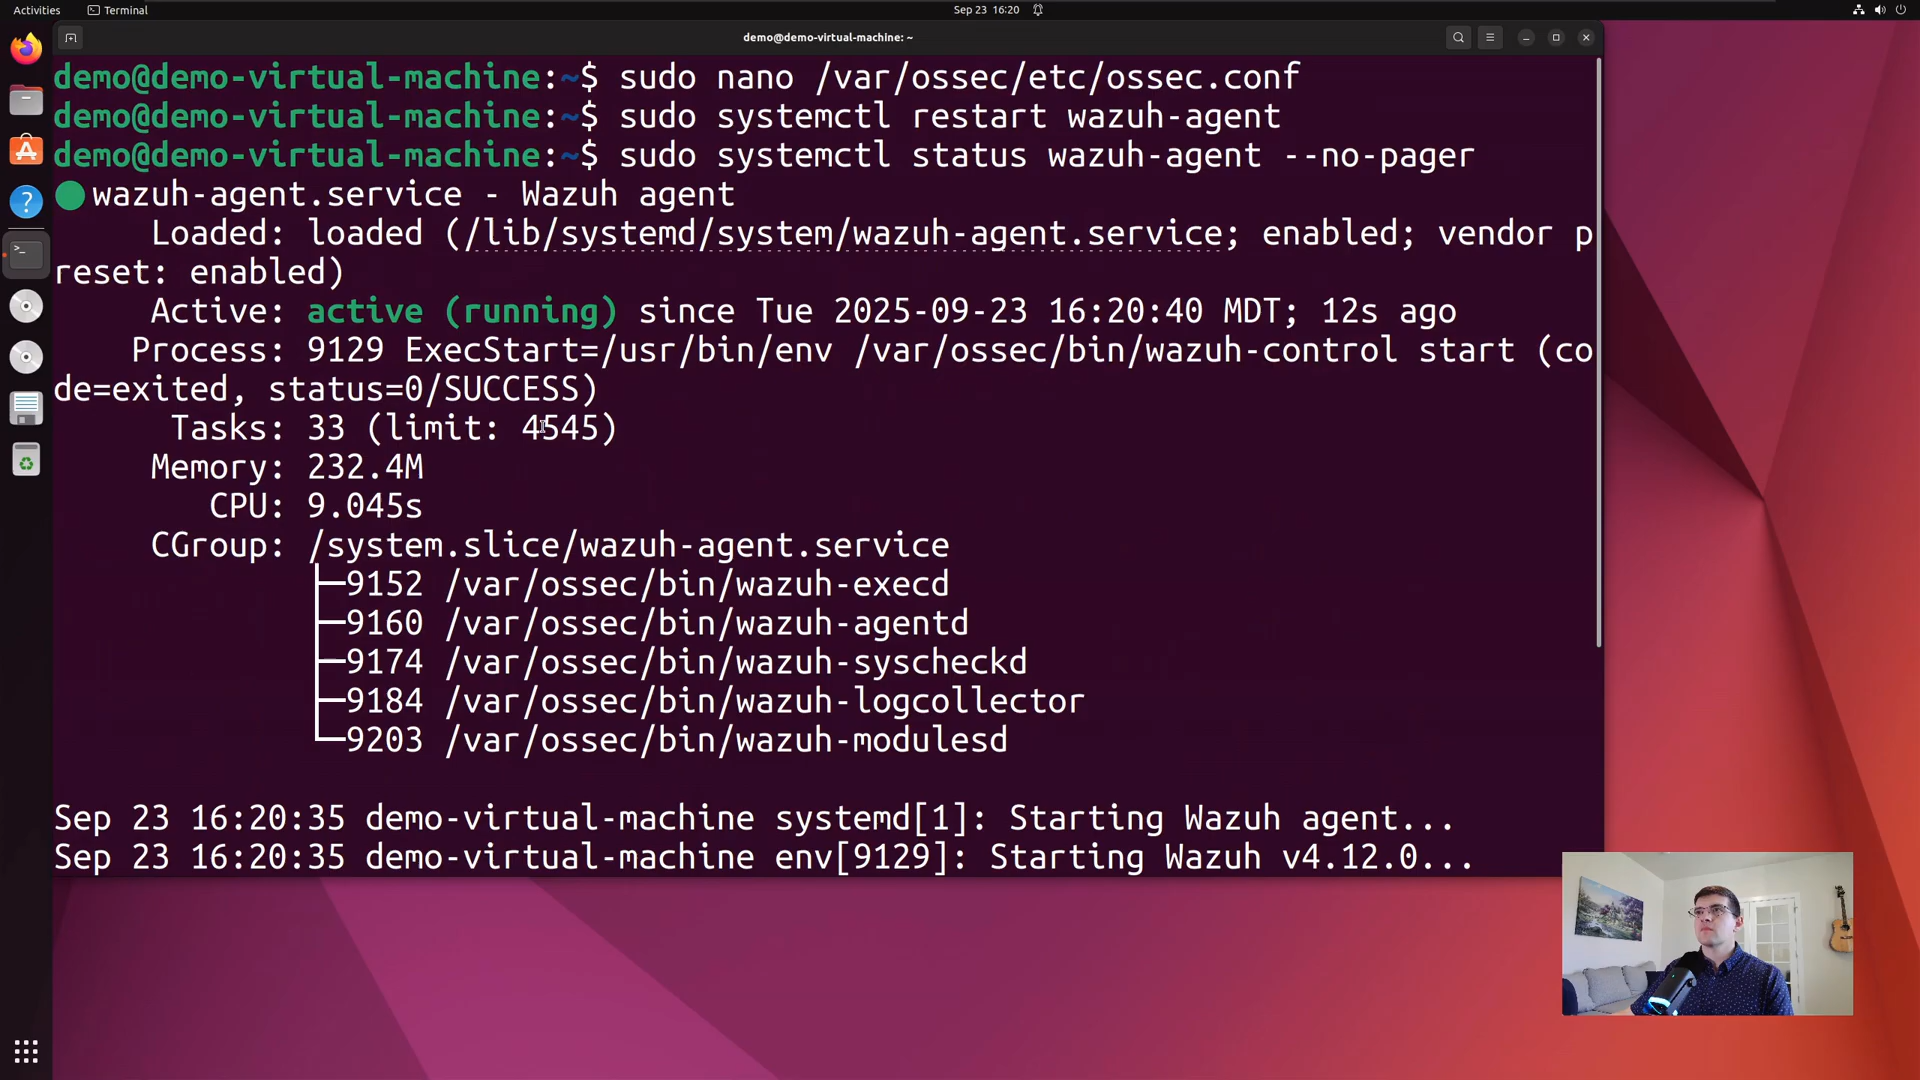 Activities
Terminal
Sep 23 16:20
demo@demo-virtual-machine: ~
demo@demo-virtual-machine:~$ sudo nano /var/ossec/etc/ossec.conf
demo@demo-virtual-machine:~$ sudo systemctl restart wazuh-agent
demo@demo-virtual-machine:~$ sudo systemctl status wazuh-agent --no-pager
wazuh-agent.service - Wazuh agent
Loaded: loaded (/lib/systemd/system/wazuh-agent.service; enabled; vendor p
reset: enabled)
Active: active (running) since Tue 2025-09-23 16:20:40 MDT; 12s ago
Process: 9129 ExecStart=/usr/bin/env /var/ossec/bin/wazuh-control start (co
de=exited, status=0/SUCCESS)
Tasks: 33 (limit: 4545)
Memory: 232.4M
CPU: 9.045s
CGroup: /system.slice/wazuh-agent.service
├─9152 /var/ossec/bin/wazuh-execd
├─9160 /var/ossec/bin/wazuh-agentd
├─9174 /var/ossec/bin/wazuh-syscheckd
├─9184 /var/ossec/bin/wazuh-logcollector
└─9203 /var/ossec/bin/wazuh-modulesd
Sep 23 16:20:35 demo-virtual-machine systemd[1]: Starting Wazuh agent...
Sep 23 16:20:35 demo-virtual-machine env[9129]: Starting Wazuh v4.12.0...